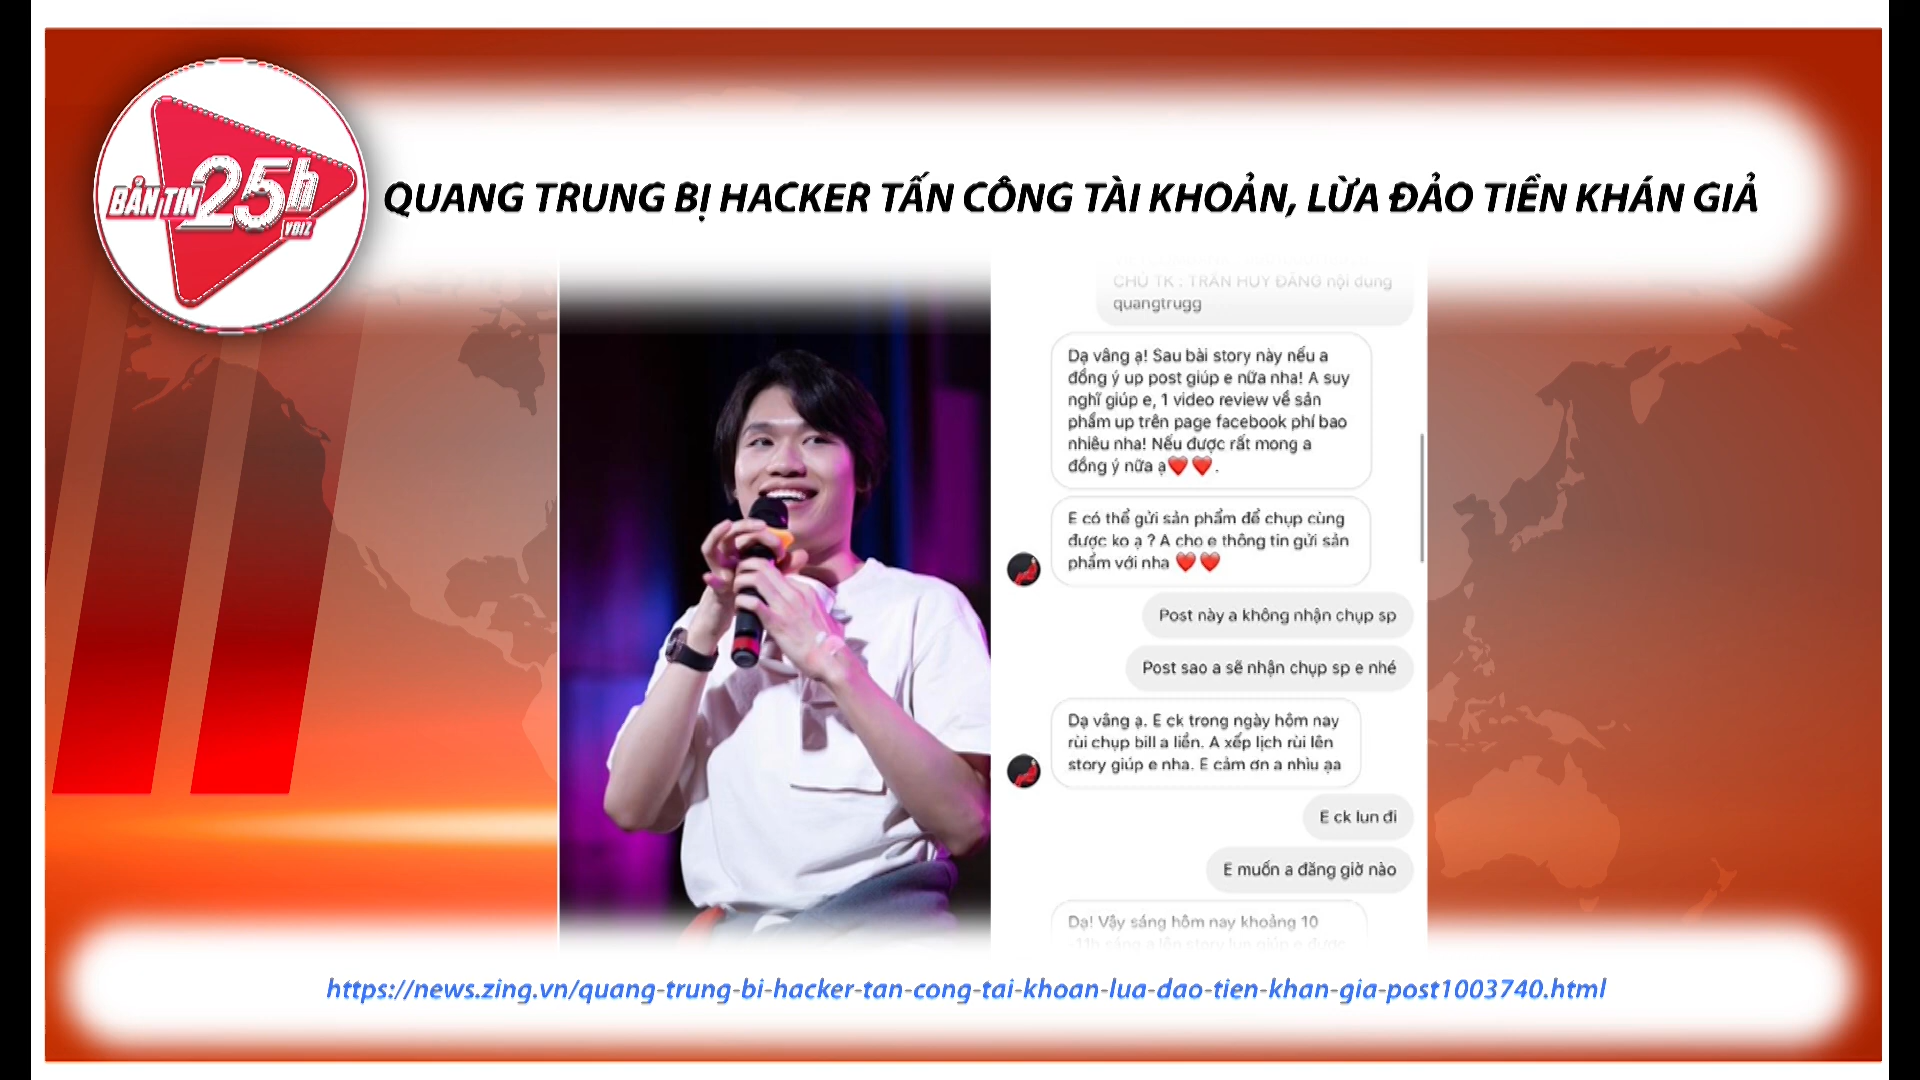 BẢN TIN 25h
VBIZ
QUANG TRUNG BỊ HACKER TẤN CÔNG TÀI KHOẢN, LỪA ĐẢO TIỀN KHÁN GIẢ
CHỦ TK : TRẦN HUY ĐĂNG nội dung
quangtrugg
Dạ vâng ạ! Sau bài story này nếu a
đồng ý up post giúp e nữa nha! A suy
nghĩ giúp e, 1 video review về sản
phẩm up trên page facebook phí bao
nhiêu nha! Nếu được rất mong a
đồng ý nữa ạ❤️❤️.
E có thể gửi sản phẩm để chụp cùng
được ko ạ ? A cho e thông tin gửi sản
phẩm với nha ❤️❤️
Post này a không nhận chụp sp
Post sao a sẽ nhận chụp sp e nhé
Dạ vâng ạ. E ck trong ngày hôm nay
rùi chụp bill a liền. A xếp lịch rùi lên
story giúp e nha. E cảm ơn a nhìu ạa
E ck lun đi
E muốn a đăng giờ nào
Dạ! Vậy sáng hôm nay khoảng 10
-11h sáng a lên story lun giúp e được
https://news.zing.vn/quang-trung-bi-hacker-tan-cong-tai-khoan-lua-dao-tien-khan-gia-post1003740.html